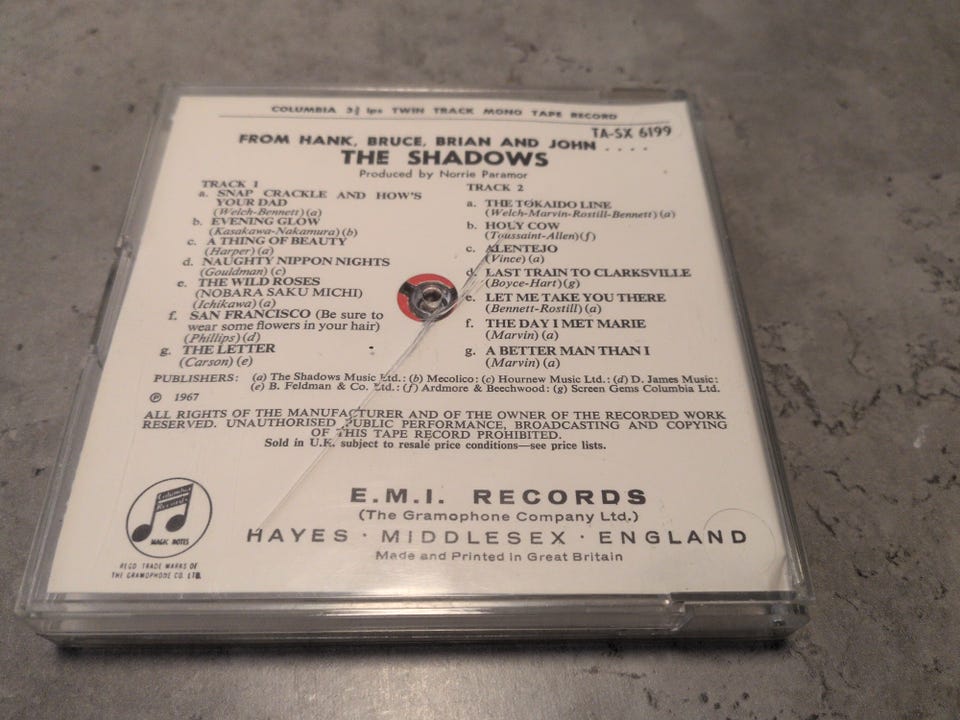 COLUMBIA 3¾ ips TWIN TRACK MONO TAPE RECORD
TA-SX 6199
FROM HANK, BRUCE, BRIAN AND JOHN ....
THE SHADOWS
Produced by Norrie Paramor
TRACK 1
a. SNAP CRACKLE AND HOW'S
YOUR DAD
(Welch-Bennett) (a)
b. EVENING GLOW
(Kasakawa-Nakamura) (b)
c. A THING OF BEAUTY
(Harper) (a)
d. NAUGHTY NIPPON NIGHTS
(Gouldman) (c)
e. THE WILD ROSES
(NOBARA SAKU MICHI)
(Ichikawa) (a)
f. SAN FRANCISCO (Be sure to
wear some flowers in your hair)
(Phillips) (d)
g. THE LETTER
(Carson) (e)
TRACK 2
a. THE TOKAIDO LINE
(Welch-Marvin-Rostill-Bennett) (a)
b. HOLY COW
(Toussaint-Allen) (f)
c. ALENTEJO
(Vince) (a)
d. LAST TRAIN TO CLARKSVILLE
(Boyce-Hart) (g)
e. LET ME TAKE YOU THERE
(Bennett-Rostill) (a)
f. THE DAY I MET MARIE
(Marvin) (a)
g. A BETTER MAN THAN I
(Marvin) (a)
PUBLISHERS: (a) The Shadows Music Ltd.: (b) Mecolico: (c) Hournew Music Ltd.: (d) D. James Music:
(e) B. Feldman & Co. Ltd.: (f) Ardmore & Beechwood: (g) Screen Gems Columbia Ltd.
℗ 1967
ALL RIGHTS OF THE MANUFACTURER AND OF THE OWNER OF THE RECORDED WORK
RESERVED. UNAUTHORISED PUBLIC PERFORMANCE, BROADCASTING AND COPYING
OF THIS TAPE RECORD PROHIBITED.
Sold in U.K. subject to resale price conditions—see price lists.
Columbia
Records
MAGIC NOTES
REGD TRADE MARKS OF
THE GRAMOPHONE CO. LTD.
E.M.I. RECORDS
(The Gramophone Company Ltd.)
HAYES · MIDDLESEX · ENGLAND
Made and Printed in Great Britain